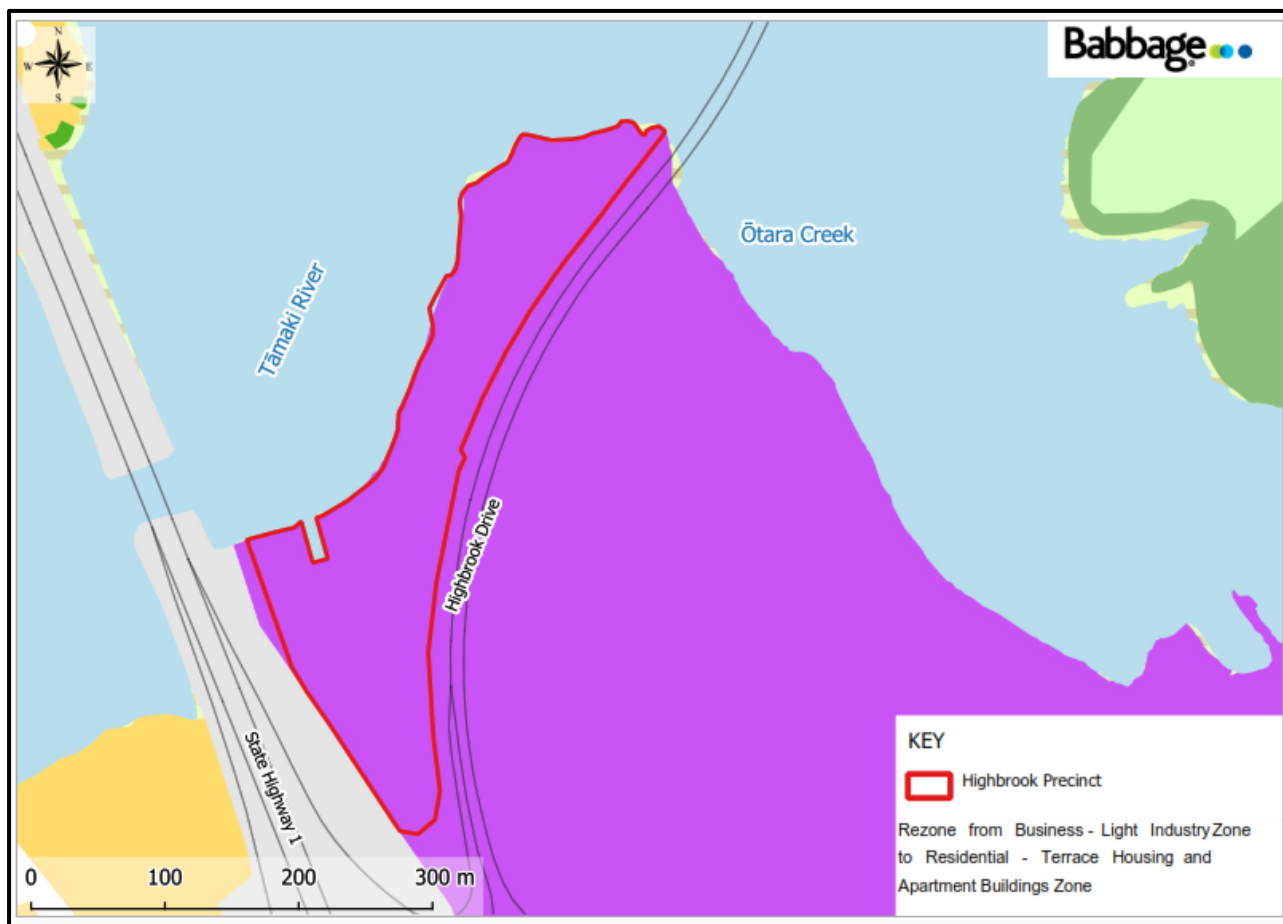 N
W E
S
Babbage
Ōtara Creek
Tāmaki River
Highbrook Drive
State Highway 1
KEY
Highbrook Precinct
Rezone from Business - Light Industry Zone
to Residential - Terrace Housing and
Apartment Buildings Zone
0 100 200 300 m